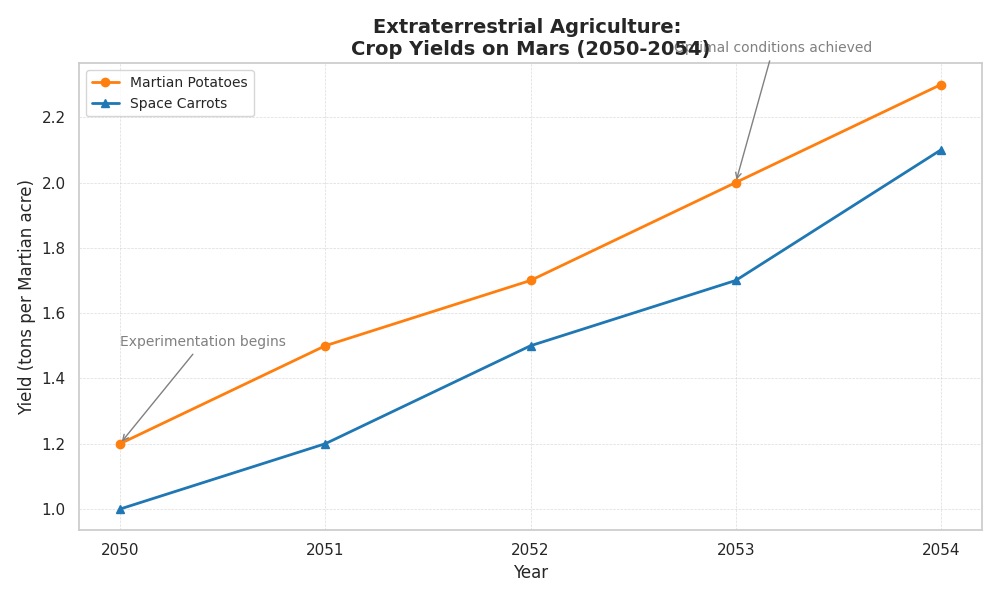 Extraterrestrial Agriculture:
Crop Yields on Mars (2050-2054)
conditions achieved
Martian Potatoes
Space Carrots
Experimentation begins
Yield (tons per Martian acre)
2.2
2.0
1.8
1.6
1.4
1.2
1.0
2050
2051
2052
2053
2054
Year